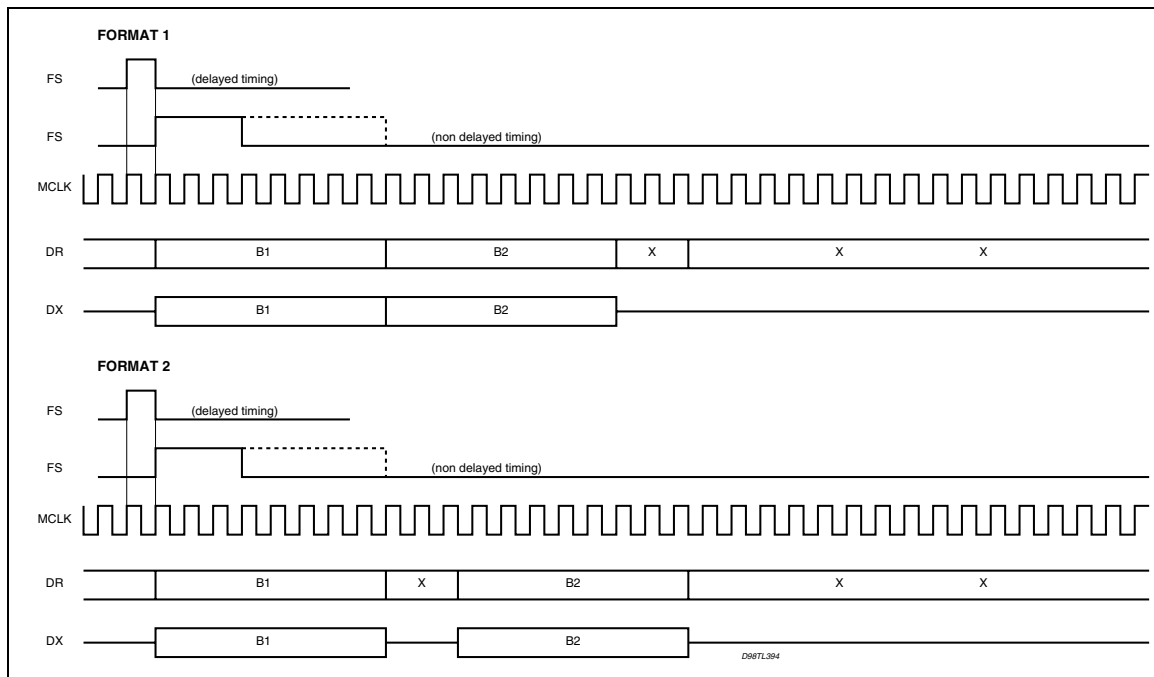 FORMAT 1
FS (delayed timing)
FS (non delayed timing)
MCLK
DR B1 B2 X X X
DX B1 B2
FORMAT 2
FS (delayed timing)
FS (non delayed timing)
MCLK
DR B1 X B2 X X
DX B1 B2
D98TL394